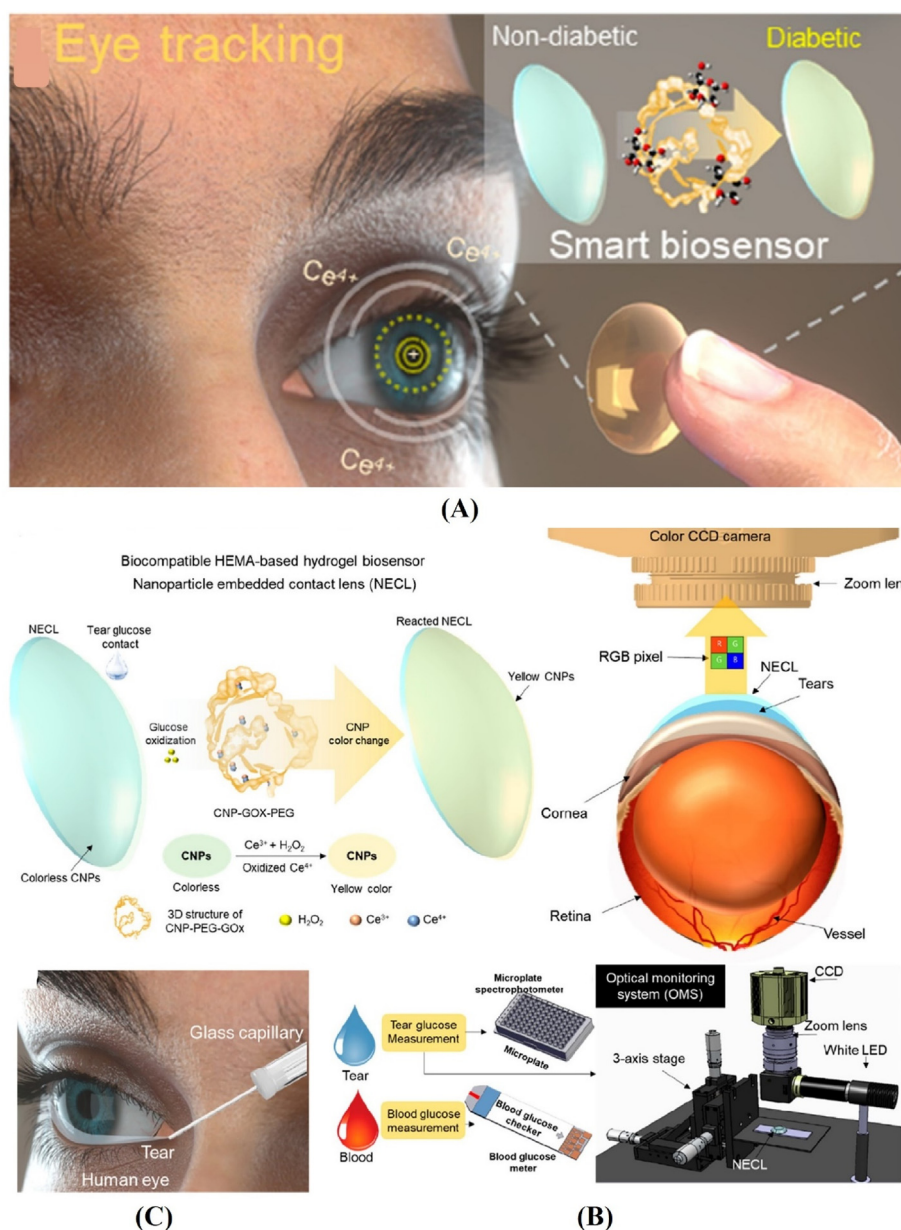 Eye tracking
Non-diabetic
Diabetic
Smart biosensor
Ce⁴⁺
Ce⁴⁺
Ce⁴⁺
(A)
Biocompatible HEMA-based hydrogel biosensor
Nanoparticle embedded contact lens (NECL)
NECL
Tear glucose
contact
Reacted NECL
Yellow CNPs
Glucose
oxidization
CNP
color change
CNP-GOX-PEG
Colorless CNPs
CNPs
Colorless
Ce³⁺ + H₂O₂
Oxidized Ce⁴⁺
CNPs
Yellow color
3D structure of
CNP-PEG-GOx
H₂O₂
Ce³⁺
Ce⁴⁺
Color CCD camera
Zoom len
RGB pixel
R G
G B
NECL
Tears
Cornea
Retina
Vessel
Glass capillary
Tear
Human eye
Tear
Tear glucose
Measurement
Microplate
spectrophotometer
Microplate
Blood
Blood glucose
measurement
Blood glucose
checker
Blood glucose
meter
Optical monitoring
system (OMS)
CCD
Zoom lens
White LED
3-axis stage
NECL
(C)
(B)